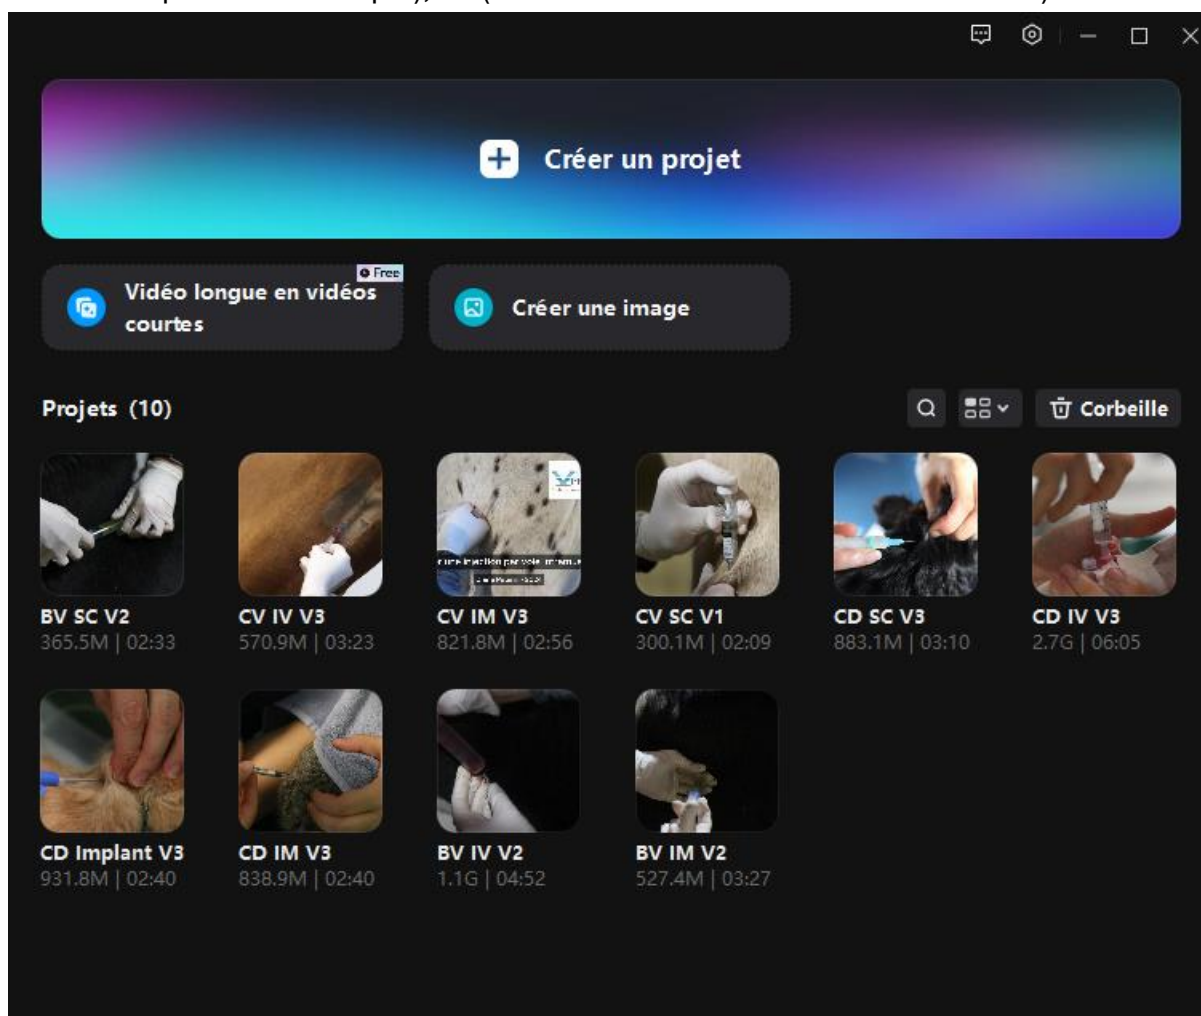 Créer un projet
Free
Vidéo longue en vidéos
courtes
Créer une image
Projets (10)
Corbeille
BV SC V2
365.5M | 02:33
CV IV V3
570.9M | 03:23
CV IM V3
821.8M | 02:56
CV SC V1
300.1M | 02:09
CD SC V3
883.1M | 03:10
CD IV V3
2.7G | 06:05
CD Implant V3
931.8M | 02:40
CD IM V3
838.9M | 02:40
BV IV V2
1.1G | 04:52
BV IM V2
527.4M | 03:27